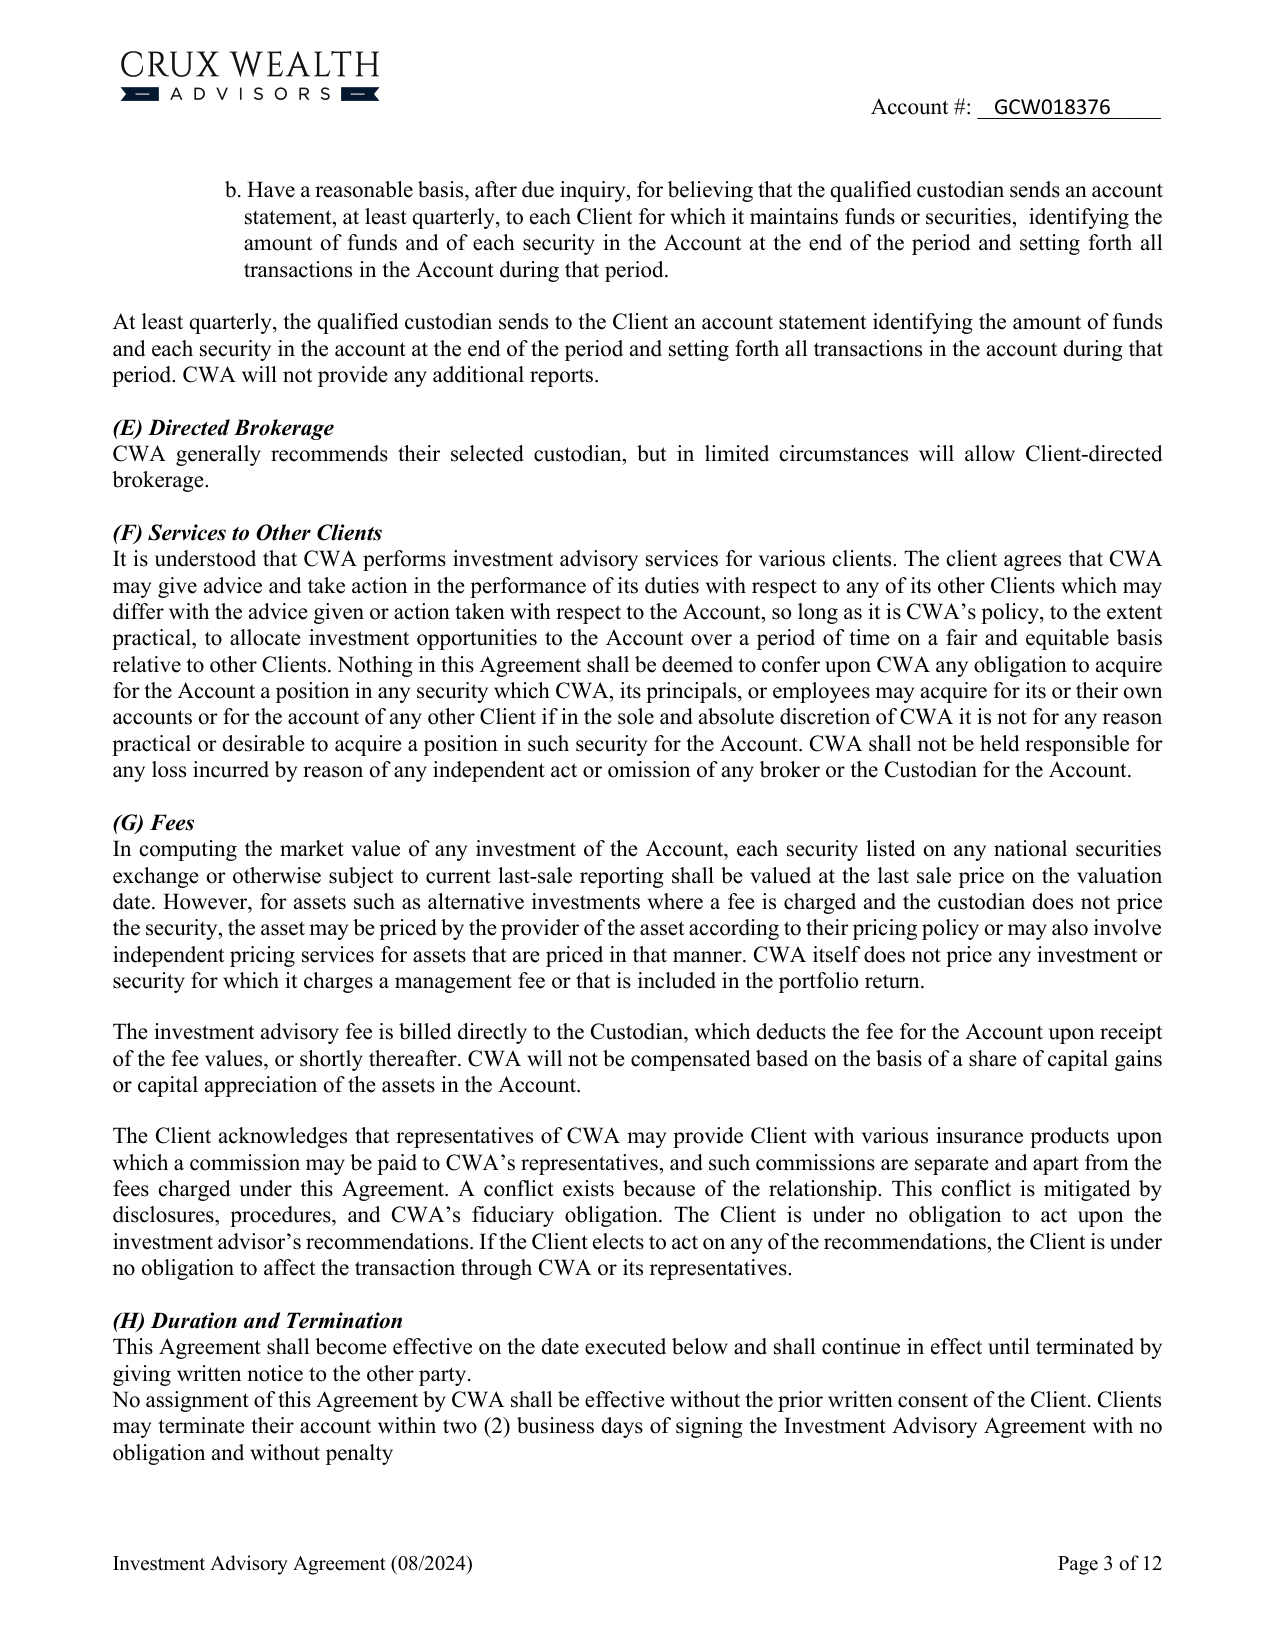 CRUX WEALTH
ADVISORS
Account #: GCW018376
b. Have a reasonable basis, after due inquiry, for believing that the qualified custodian sends an account
statement, at least quarterly, to each Client for which it maintains funds or securities,  identifying the
amount of funds and of each security in the Account at the end of the period and setting forth all
transactions in the Account during that period.
At least quarterly, the qualified custodian sends to the Client an account statement identifying the amount of funds
and each security in the account at the end of the period and setting forth all transactions in the account during that
period. CWA will not provide any additional reports.
(E) Directed Brokerage
CWA generally recommends their selected custodian, but in limited circumstances will allow Client-directed
brokerage.
(F) Services to Other Clients
It is understood that CWA performs investment advisory services for various clients. The client agrees that CWA
may give advice and take action in the performance of its duties with respect to any of its other Clients which may
differ with the advice given or action taken with respect to the Account, so long as it is CWA’s policy, to the extent
practical, to allocate investment opportunities to the Account over a period of time on a fair and equitable basis
relative to other Clients. Nothing in this Agreement shall be deemed to confer upon CWA any obligation to acquire
for the Account a position in any security which CWA, its principals, or employees may acquire for its or their own
accounts or for the account of any other Client if in the sole and absolute discretion of CWA it is not for any reason
practical or desirable to acquire a position in such security for the Account. CWA shall not be held responsible for
any loss incurred by reason of any independent act or omission of any broker or the Custodian for the Account.
(G) Fees
In computing the market value of any investment of the Account, each security listed on any national securities
exchange or otherwise subject to current last-sale reporting shall be valued at the last sale price on the valuation
date. However, for assets such as alternative investments where a fee is charged and the custodian does not price
the security, the asset may be priced by the provider of the asset according to their pricing policy or may also involve
independent pricing services for assets that are priced in that manner. CWA itself does not price any investment or
security for which it charges a management fee or that is included in the portfolio return.
The investment advisory fee is billed directly to the Custodian, which deducts the fee for the Account upon receipt
of the fee values, or shortly thereafter. CWA will not be compensated based on the basis of a share of capital gains
or capital appreciation of the assets in the Account.
The Client acknowledges that representatives of CWA may provide Client with various insurance products upon
which a commission may be paid to CWA’s representatives, and such commissions are separate and apart from the
fees charged under this Agreement. A conflict exists because of the relationship. This conflict is mitigated by
disclosures, procedures, and CWA’s fiduciary obligation. The Client is under no obligation to act upon the
investment advisor’s recommendations. If the Client elects to act on any of the recommendations, the Client is under
no obligation to affect the transaction through CWA or its representatives.
(H) Duration and Termination
This Agreement shall become effective on the date executed below and shall continue in effect until terminated by
giving written notice to the other party.
No assignment of this Agreement by CWA shall be effective without the prior written consent of the Client. Clients
may terminate their account within two (2) business days of signing the Investment Advisory Agreement with no
obligation and without penalty
Investment Advisory Agreement (08/2024)
Page 3 of 12